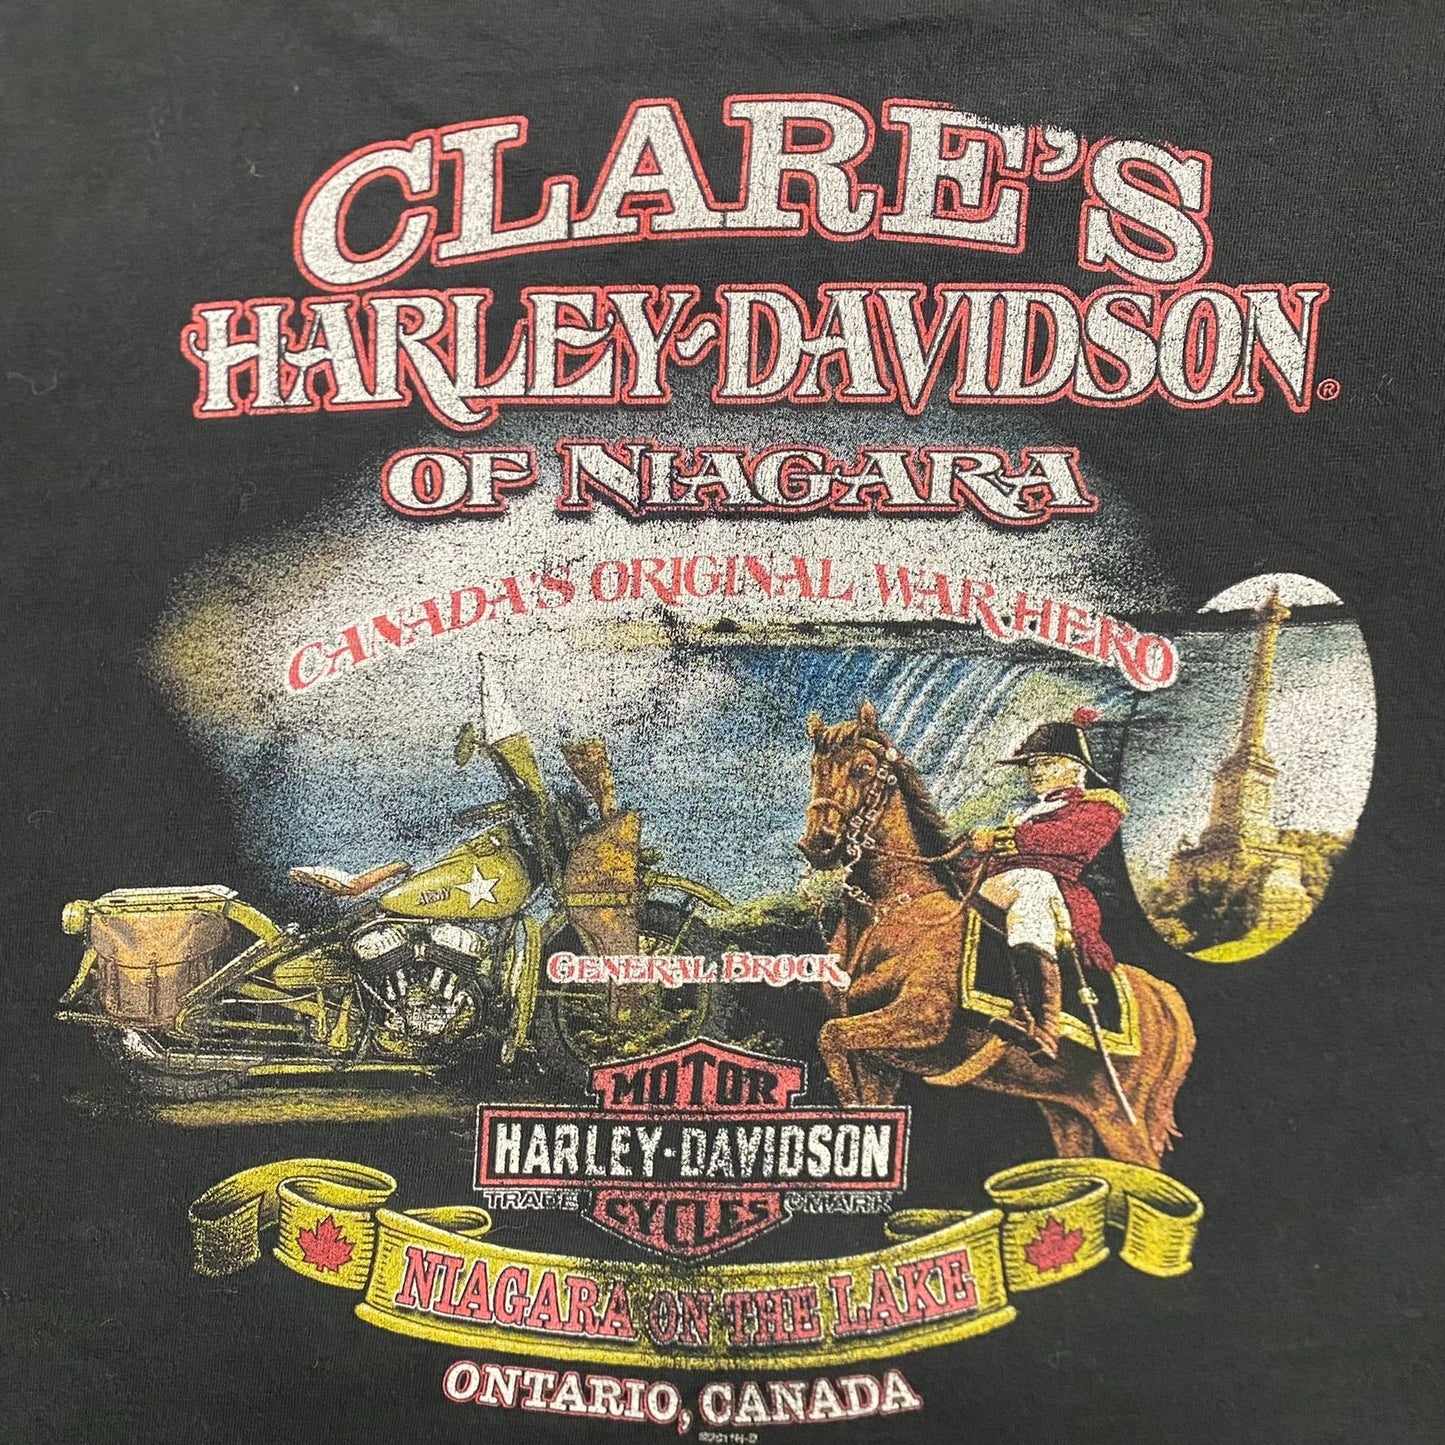 CLARE'S
HARLEY-DAVIDSON®
OF NIAGARA
CANADA'S ORIGINAL WAR HERO
ARMY
GENERAL BROCK
MOTOR
HARLEY-DAVIDSON
TRADE MARK
CYCLES
NIAGARA ON THE LAKE
ONTARIO, CANADA